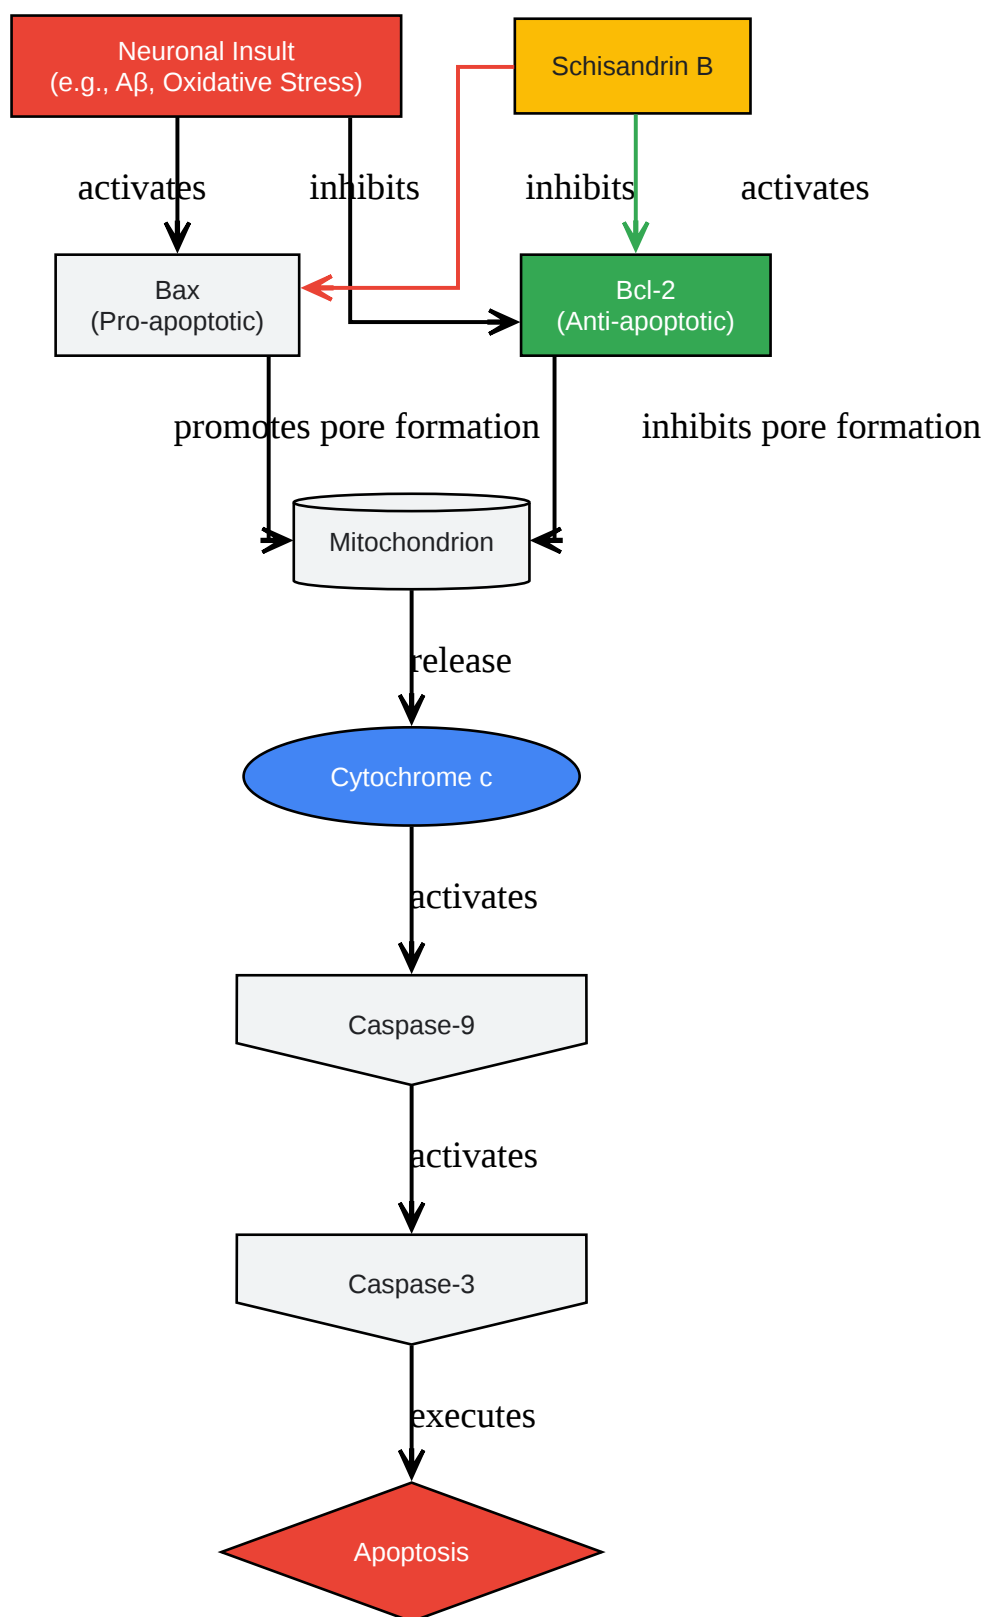 Neuronal Insult
(e.g., Aβ, Oxidative Stress)
Schisandrin B
activates
inhibits
inhibits
activates
Bax
(Pro-apoptotic)
Bcl-2
(Anti-apoptotic)
promotes pore formation
inhibits pore formation
Mitochondrion
release
Cytochrome c
activates
Caspase-9
activates
Caspase-3
executes
Apoptosis